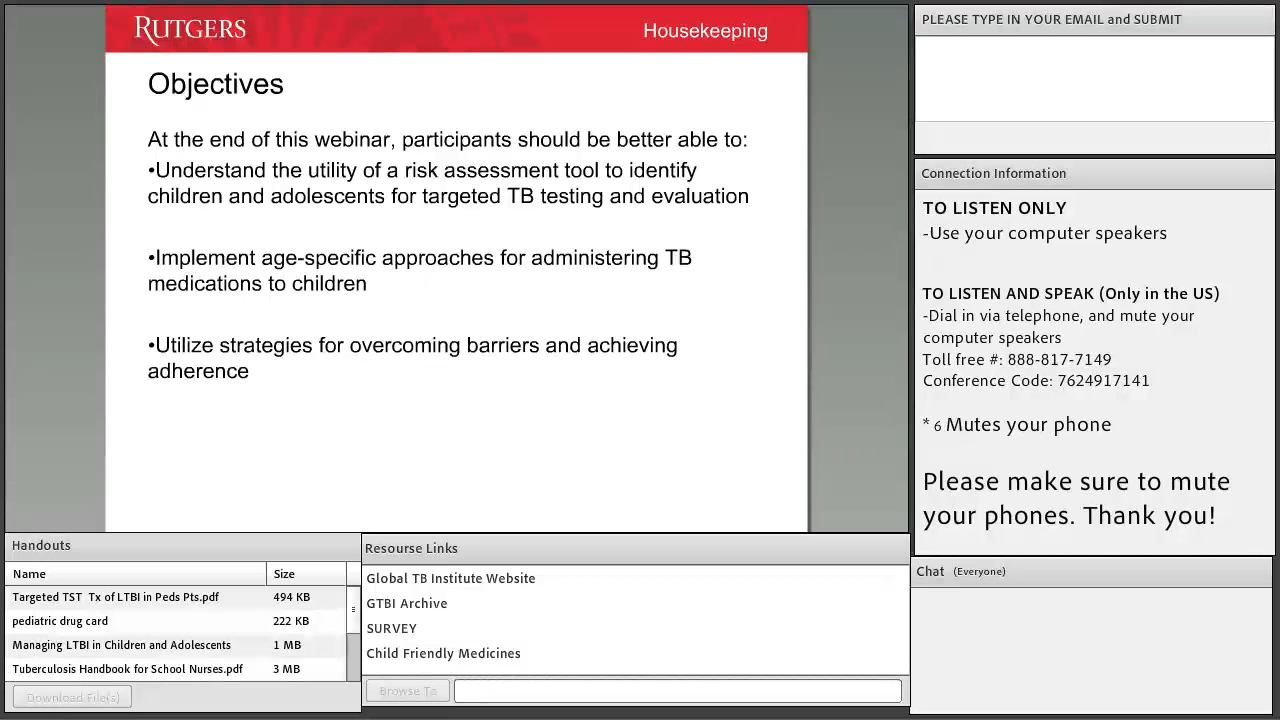 RUTGERS
Housekeeping
Objectives
At the end of this webinar, participants should be better able to:
•Understand the utility of a risk assessment tool to identify
children and adolescents for targeted TB testing and evaluation
•Implement age-specific approaches for administering TB
medications to children
•Utilize strategies for overcoming barriers and achieving
adherence
Handouts
Name Size
Targeted TST Tx of LTBI in Peds Pts.pdf 494 KB
pediatric drug card 222 KB
Managing LTBI in Children and Adolescents 1 MB
Tuberculosis Handbook for School Nurses.pdf 3 MB
Download File(s)
Resourse Links
Global TB Institute Website
GTBI Archive
SURVEY
Child Friendly Medicines
Browse To
PLEASE TYPE IN YOUR EMAIL and SUBMIT
Connection Information
TO LISTEN ONLY
-Use your computer speakers
TO LISTEN AND SPEAK (Only in the US)
-Dial in via telephone, and mute your
computer speakers
Toll free #: 888-817-7149
Conference Code: 7624917141
* 6 Mutes your phone
Please make sure to mute
your phones. Thank you!
Chat (Everyone)